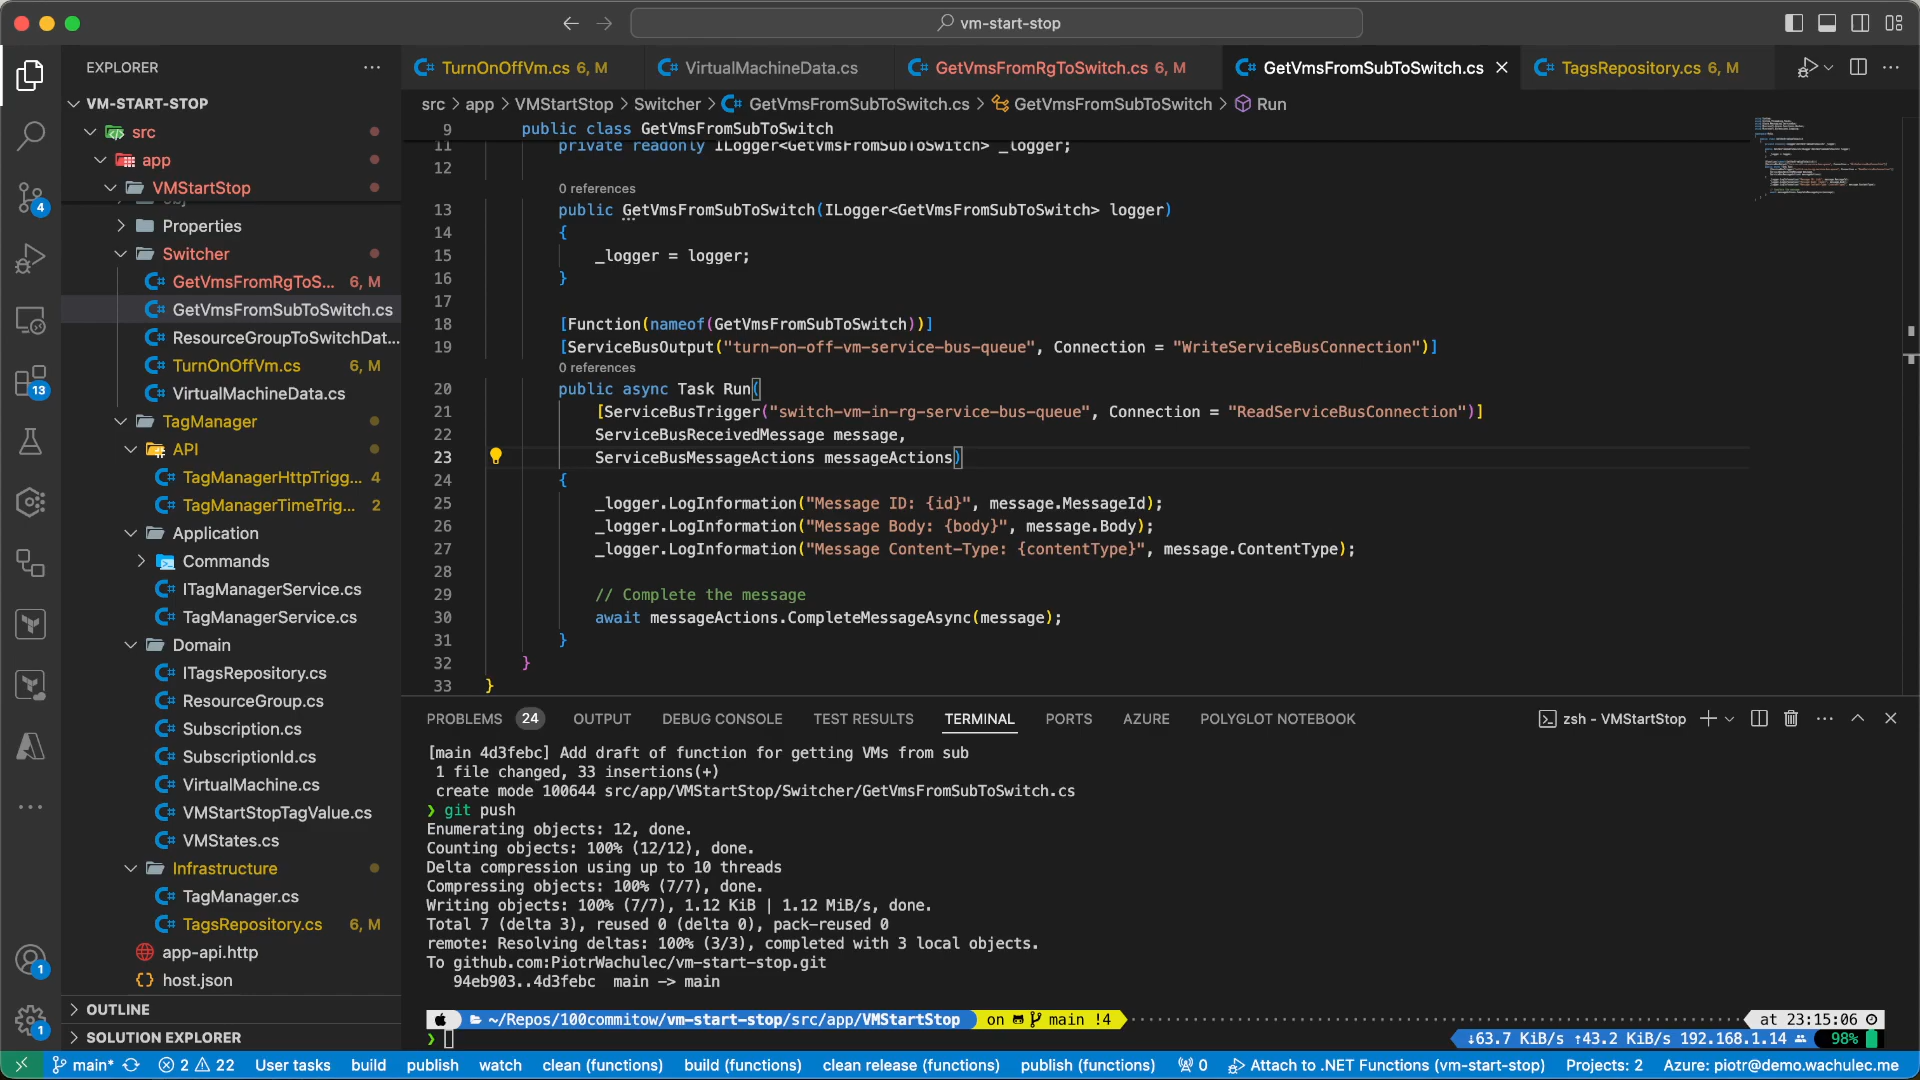 vm-start-stop
EXPLORER
VM-START-STOP
src
app
VMStartStop
Properties
Switcher
GetVmsFromRgToS... 6, M
GetVmsFromSubToSwitch.cs
ResourceGroupToSwitchDat...
TurnOnOffVm.cs 6, M
VirtualMachineData.cs
TagManager
API
TagManagerHttpTrigg... 4
TagManagerTimeTrig... 2
Application
Commands
ITagManagerService.cs
TagManagerService.cs
Domain
ITagsRepository.cs
ResourceGroup.cs
Subscription.cs
SubscriptionId.cs
VirtualMachine.cs
VMStartStopTagValue.cs
VMStates.cs
Infrastructure
TagManager.cs
TagsRepository.cs 6, M
app-api.http
host.json
OUTLINE
SOLUTION EXPLORER
4
13
1
1
TurnOnOffVm.cs 6, M VirtualMachineData.cs GetVmsFromRgToSwitch.cs 6, M GetVmsFromSubToSwitch.cs TagsRepository.cs 6, M
src > app > VMStartStop > Switcher > GetVmsFromSubToSwitch.cs > GetVmsFromSubToSwitch > Run
9 public class GetVmsFromSubToSwitch
11 private readonly ILogger<GetVmsFromSubToSwitch> _logger;
12
0 references
13 public GetVmsFromSubToSwitch(ILogger<GetVmsFromSubToSwitch> logger)
14 {
15 _logger = logger;
16 }
17
18 [Function(nameof(GetVmsFromSubToSwitch))]
19 [ServiceBusOutput("turn-on-off-vm-service-bus-queue", Connection = "WriteServiceBusConnection")]
0 references
20 public async Task Run(
21 [ServiceBusTrigger("switch-vm-in-rg-service-bus-queue", Connection = "ReadServiceBusConnection")]
22 ServiceBusReceivedMessage message,
23 ServiceBusMessageActions messageActions)
24 {
25 _logger.LogInformation("Message ID: {id}", message.MessageId);
26 _logger.LogInformation("Message Body: {body}", message.Body);
27 _logger.LogInformation("Message Content-Type: {contentType}", message.ContentType);
28
29 // Complete the message
30 await messageActions.CompleteMessageAsync(message);
31 }
32 }
33 }
PROBLEMS 24 OUTPUT DEBUG CONSOLE TEST RESULTS TERMINAL PORTS AZURE POLYGLOT NOTEBOOK zsh - VMStartStop
[main 4d3febc] Add draft of function for getting VMs from sub
1 file changed, 33 insertions(+)
create mode 100644 src/app/VMStartStop/Switcher/GetVmsFromSubToSwitch.cs
❯ git push
Enumerating objects: 12, done.
Counting objects: 100% (12/12), done.
Delta compression using up to 10 threads
Compressing objects: 100% (7/7), done.
Writing objects: 100% (7/7), 1.12 KiB | 1.12 MiB/s, done.
Total 7 (delta 3), reused 0 (delta 0), pack-reused 0
remote: Resolving deltas: 100% (3/3), completed with 3 local objects.
To github.com:PiotrWachulec/vm-start-stop.git
94eb903..4d3febc main -> main
~/Repos/100commitow/vm-start-stop/src/app/VMStartStop on main !4 at 23:15:06
❯ ↓63.7 KiB/s ↑43.2 KiB/s 192.168.1.14 98%
main* 2 22 User tasks build publish watch clean (functions) build (functions) clean release (functions) publish (functions) 0 Attach to .NET Functions (vm-start-stop) Projects: 2 Azure: piotr@demo.wachulec.me